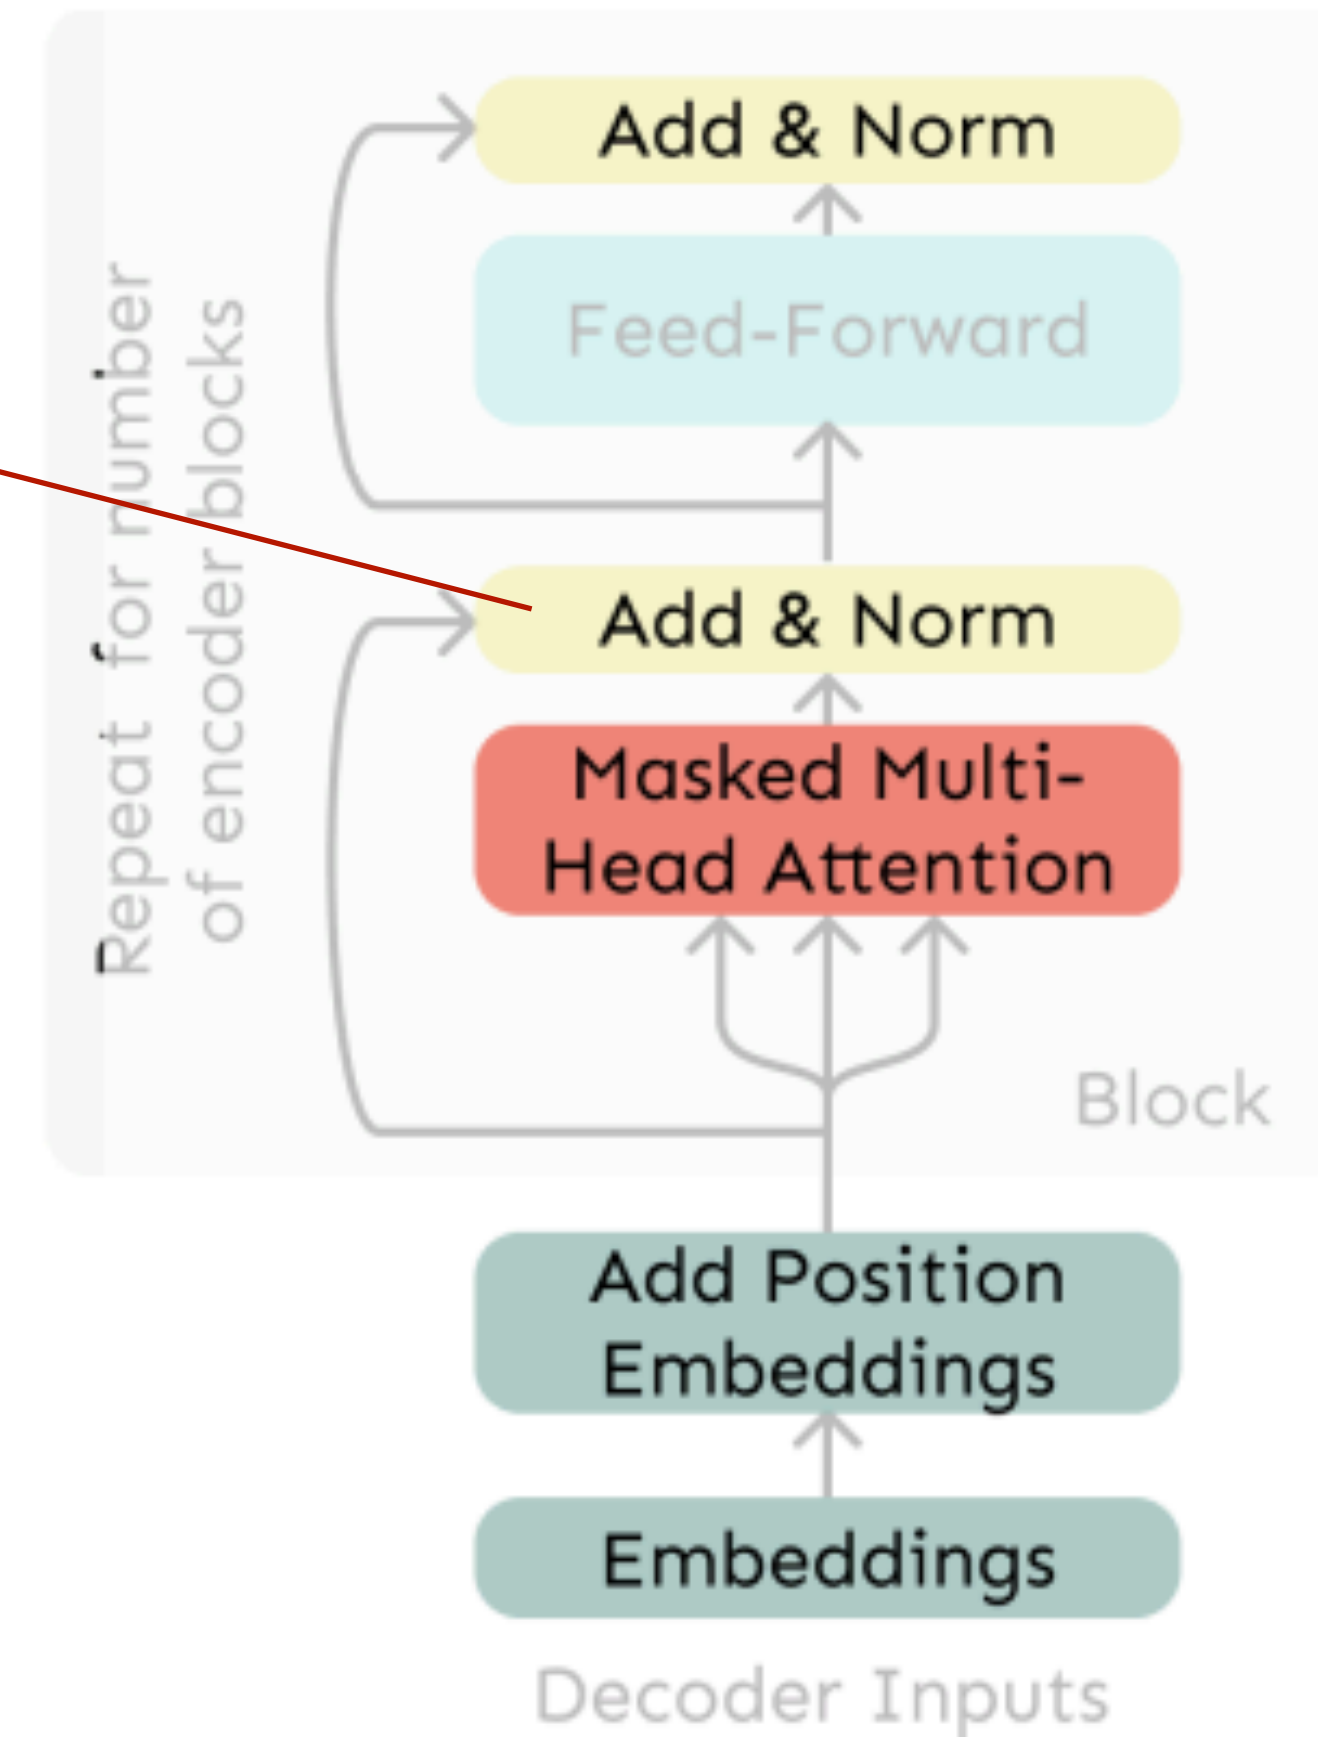 Add & Norm
Feed-Forward
Repeat for number
of encoder blocks
Add & Norm
Masked Multi-
Head Attention
Block
Add Position
Embeddings
Embeddings
Decoder Inputs